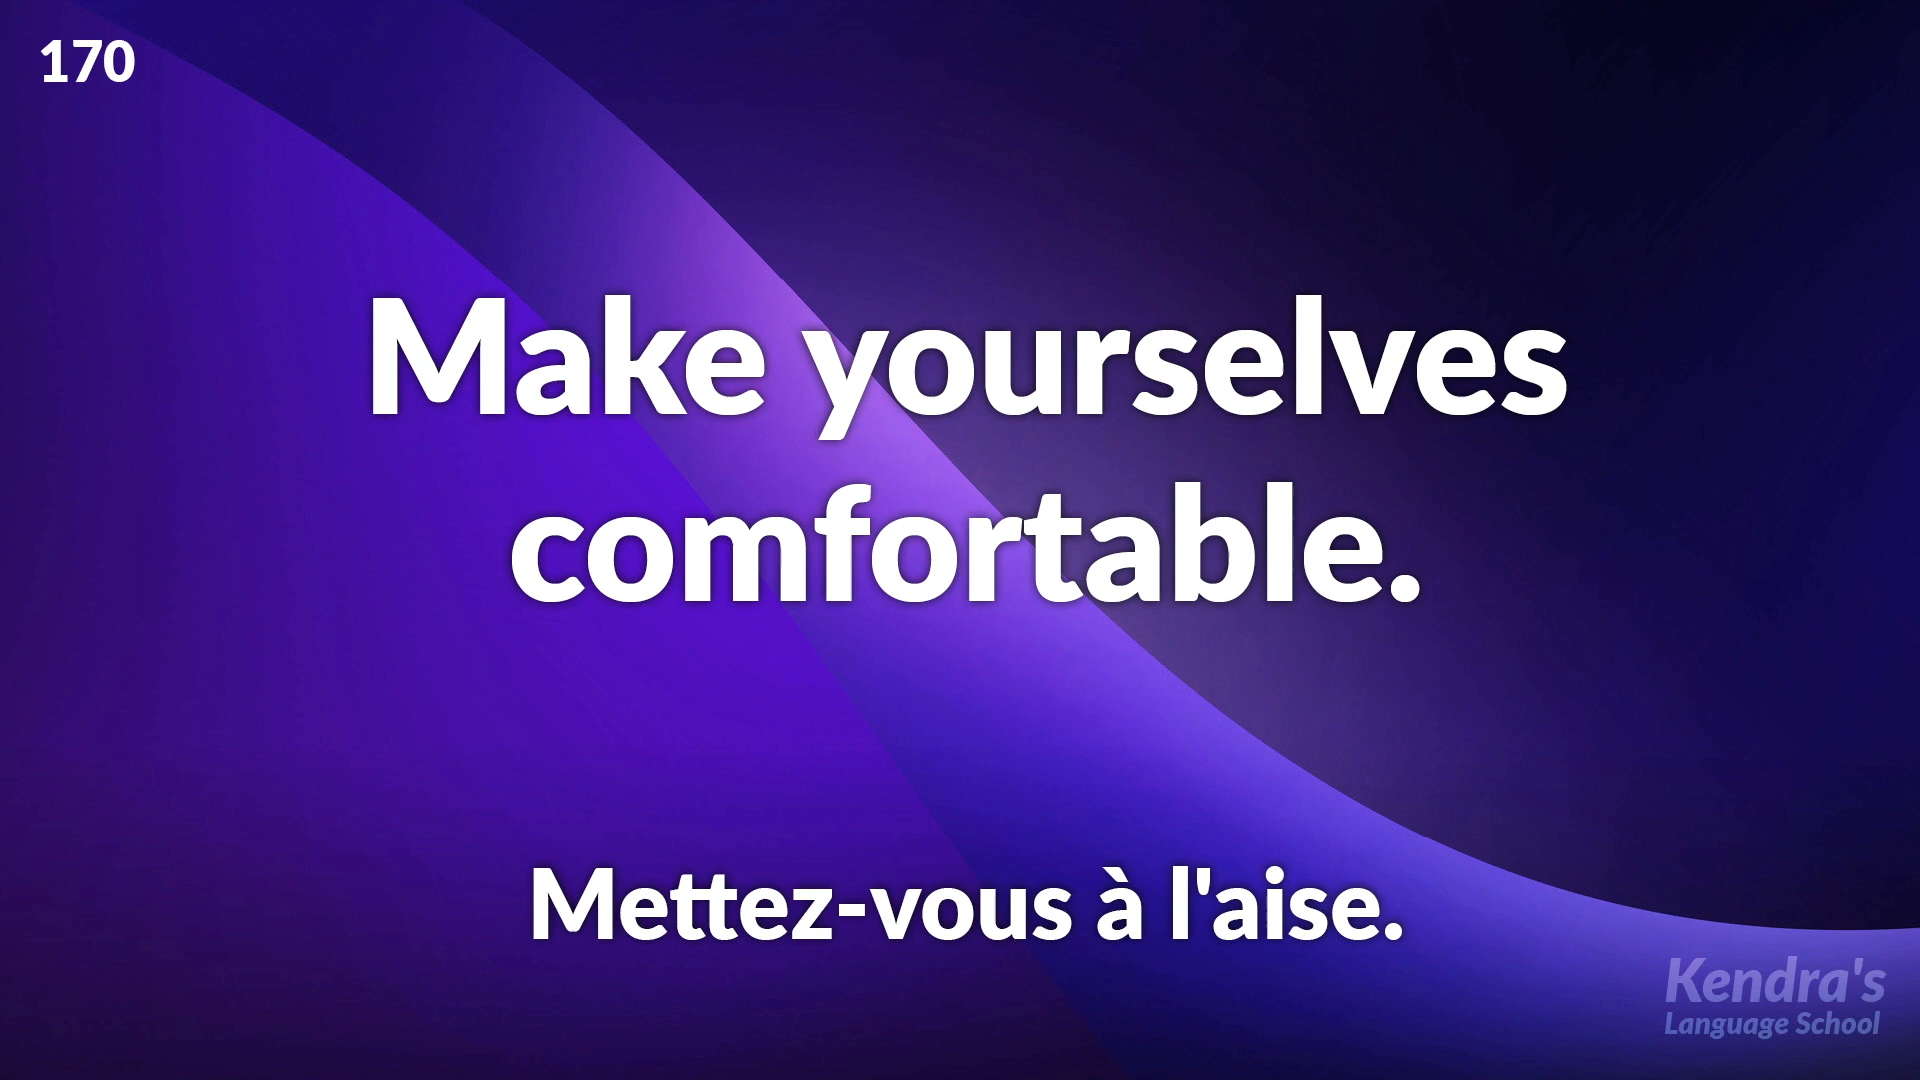 170
Make yourselves
comfortable.
Mettez-vous à l'aise.
Kendra's
Language School